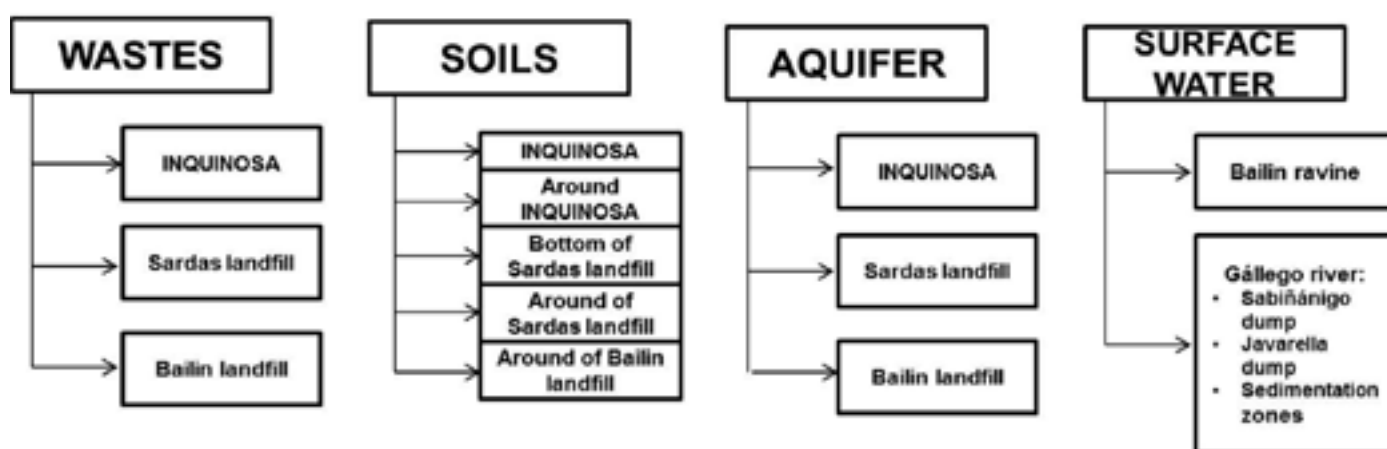 WASTES
INQUINOSA
Sardas landfill
Bailin landfill
SOILS
INQUINOSA
Around
INQUINOSA
Bottom of
Sardas landfill
Around of
Sardas landfill
Around of Bailin
landfill
AQUIFER
INQUINOSA
Sardas landfill
Bailin landfill
SURFACE
WATER
Bailin ravine
Gállego river:
• Sabiñánigo
dump
• Javarella
dump
• Sedimentation
zones